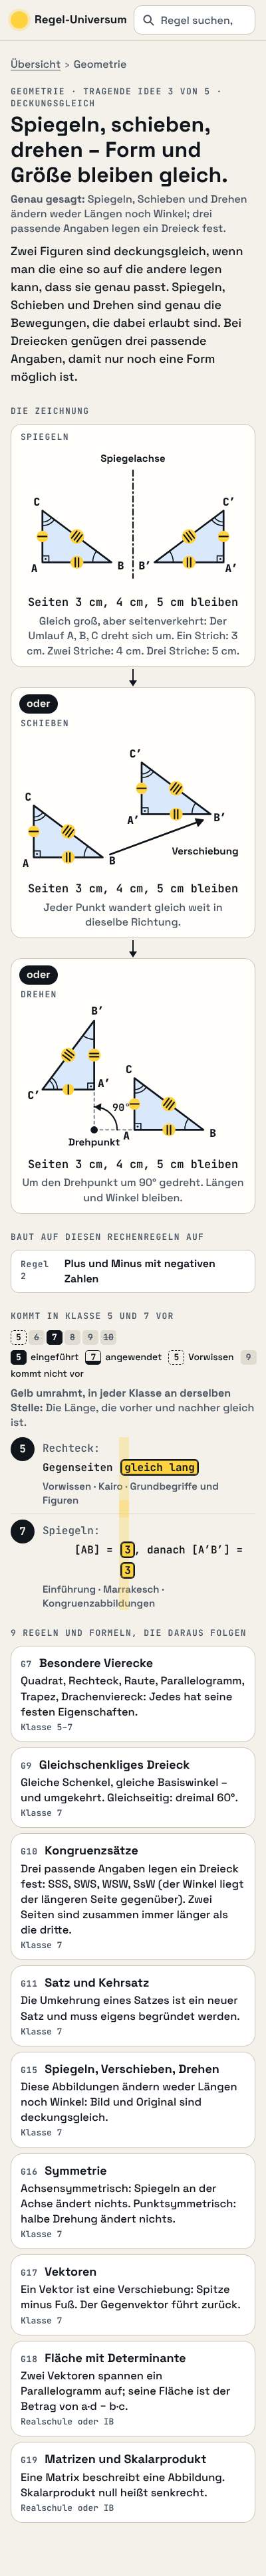 Regel-Universum
Regel suchen,
Übersicht › Geometrie
GEOMETRIE · TRAGENDE IDEE 3 VON 5 ·
DECKUNGSGLEICH
Spiegeln, schieben,
drehen – Form und
Größe bleiben gleich.
Genau gesagt: Spiegeln, Schieben und Drehen
ändern weder Längen noch Winkel; drei
passende Angaben legen ein Dreieck fest.
Zwei Figuren sind deckungsgleich, wenn
man die eine so auf die andere legen
kann, dass sie genau passt. Spiegeln,
Schieben und Drehen sind genau die
Bewegungen, die dabei erlaubt sind. Bei
Dreiecken genügen drei passende
Angaben, damit nur noch eine Form
möglich ist.
DIE ZEICHNUNG
SPIEGELN
Spiegelachse
C C′
A B B′ A′
Seiten 3 cm, 4 cm, 5 cm bleiben
Gleich groß, aber seitenverkehrt: Der
Umlauf A, B, C dreht sich um. Ein Strich: 3
cm. Zwei Striche: 4 cm. Drei Striche: 5 cm.
oder
SCHIEBEN
C′
C
A′ B′
A B
Verschiebung
Seiten 3 cm, 4 cm, 5 cm bleiben
Jeder Punkt wandert gleich weit in
dieselbe Richtung.
oder
DREHEN
B′
C
C′ A′
90°
Drehpunkt A B
Seiten 3 cm, 4 cm, 5 cm bleiben
Um den Drehpunkt um 90° gedreht. Längen
und Winkel bleiben.
BAUT AUF DIESEN RECHENREGELN AUF
Regel 2
Plus und Minus mit negativen
Zahlen
KOMMT IN KLASSE 5 UND 7 VOR
5 6 7 8 9 10
5 eingeführt 7 angewendet 5 Vorwissen 9
kommt nicht vor
Gelb umrahmt, in jeder Klasse an derselben
Stelle: Die Länge, die vorher und nachher gleich
ist.
5 Rechteck:
Gegenseiten gleich lang
Vorwissen · Kairo · Grundbegriffe und
Figuren
7 Spiegeln:
[AB] = 3, danach [A′B′] =
3
Einführung · Marrakesch ·
Kongruenzabbildungen
9 REGELN UND FORMELN, DIE DARAUS FOLGEN
G7 Besondere Vierecke
Quadrat, Rechteck, Raute, Parallelogramm,
Trapez, Drachenviereck: Jedes hat seine
festen Eigenschaften.
Klasse 5–7
G9 Gleichschenkliges Dreieck
Gleiche Schenkel, gleiche Basiswinkel –
und umgekehrt. Gleichseitig: dreimal 60°.
Klasse 7
G10 Kongruenzsätze
Drei passende Angaben legen ein Dreieck
fest: SSS, SWS, WSW, SsW (der Winkel liegt
der längeren Seite gegenüber). Zwei
Seiten sind zusammen immer länger als
die dritte.
Klasse 7
G11 Satz und Kehrsatz
Die Umkehrung eines Satzes ist ein neuer
Satz und muss eigens begründet werden.
Klasse 7
G15 Spiegeln, Verschieben, Drehen
Diese Abbildungen ändern weder Längen
noch Winkel: Bild und Original sind
deckungsgleich.
Klasse 7
G16 Symmetrie
Achsensymmetrisch: Spiegeln an der
Achse ändert nichts. Punktsymmetrisch:
halbe Drehung ändert nichts.
Klasse 7
G17 Vektoren
Ein Vektor ist eine Verschiebung: Spitze
minus Fuß. Der Gegenvektor führt zurück.
Klasse 7
G18 Fläche mit Determinante
Zwei Vektoren spannen ein
Parallelogramm auf; seine Fläche ist der
Betrag von a·d − b·c.
Realschule oder IB
G19 Matrizen und Skalarprodukt
Eine Matrix beschreibt eine Abbildung.
Skalarprodukt null heißt senkrecht.
Realschule oder IB